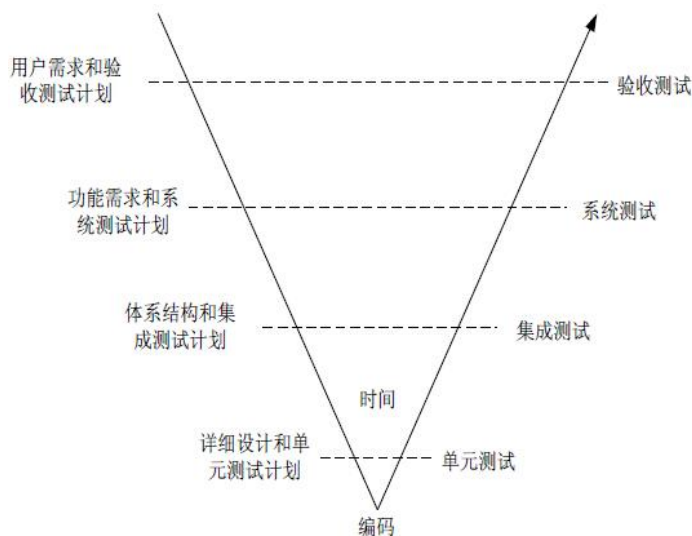 用户需求和验
收测试计划
验收测试
功能需求和系
统测试计划
系统测试
体系结构和集
成测试计划
集成测试
时间
详细设计和单
元测试计划
单元测试
编码